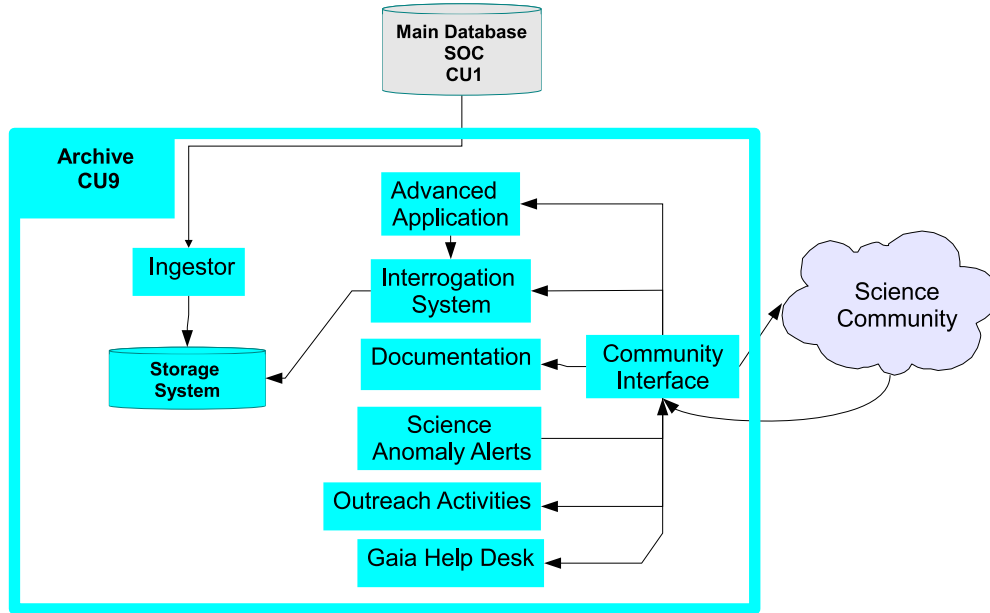 Main Database
SOC
CU1
Archive
CU9
Advanced
Application
Ingestor
Interrogation
System
Science
Community
Storage
System
Documentation
Community
Interface
Science
Anomaly Alerts
Outreach Activities
Gaia Help Desk